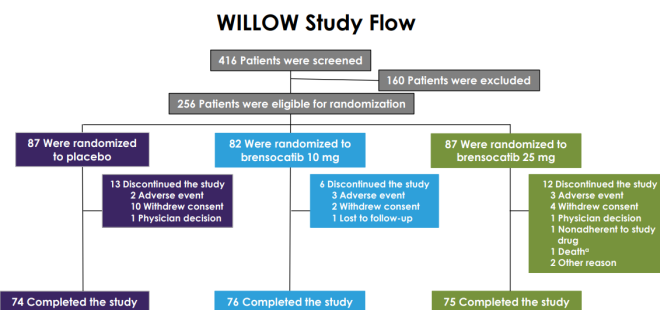 WILLOW Study Flow
416 Patients were screened
160 Patients were excluded
256 Patients were eligible for randomization
87 Were randomized
to placebo
82 Were randomized to
brensocatib 10 mg
87 Were randomized to
brensocatib 25 mg
13 Discontinued the study
2 Adverse event
10 Withdrew consent
1 Physician decision
6 Discontinued the study
3 Adverse event
2 Withdrew consent
1 Lost to follow-up
12 Discontinued the study
3 Adverse event
4 Withdrew consent
1 Physician decision
1 Nonadherent to study
drug
1 Deathᵃ
2 Other reason
74 Completed the study
76 Completed the study
75 Completed the study